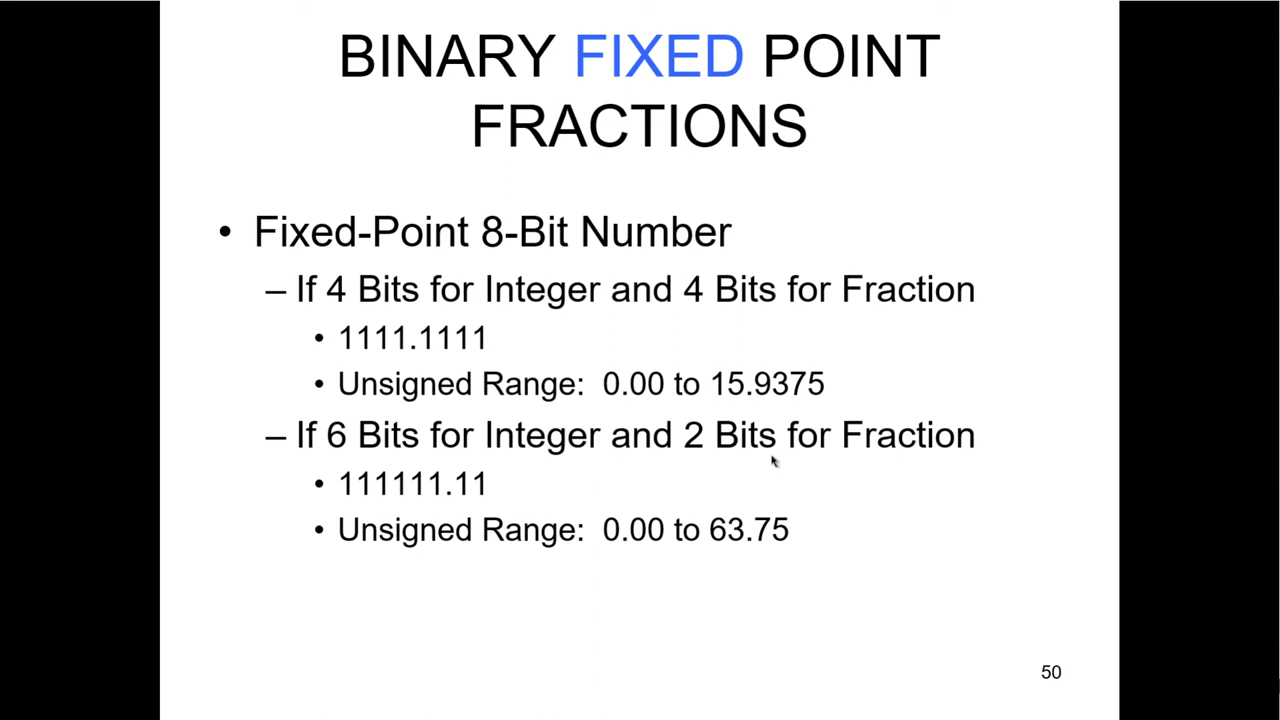 BINARY FIXED POINT
FRACTIONS
• Fixed-Point 8-Bit Number
– If 4 Bits for Integer and 4 Bits for Fraction
• 1111.1111
• Unsigned Range: 0.00 to 15.9375
– If 6 Bits for Integer and 2 Bits for Fraction
• 111111.11
• Unsigned Range: 0.00 to 63.75
50